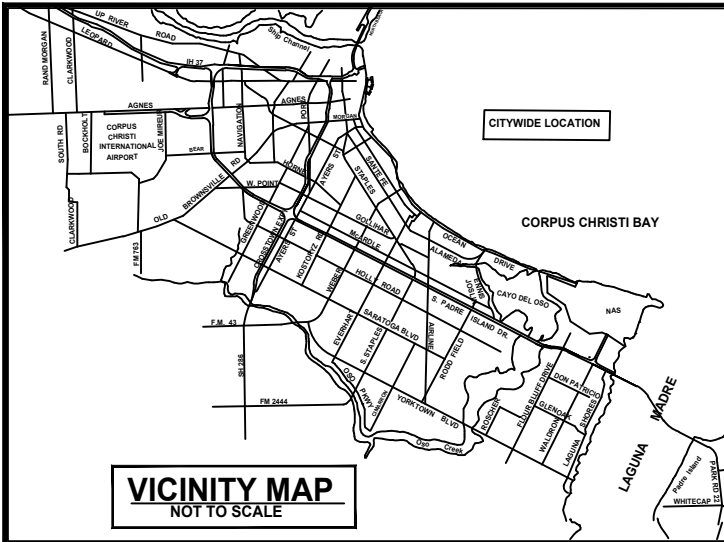 UP RIVER
ROAD
LEOPARD
Ship Channel
IH 37
RAND MORGAN
CLARKWOOD
AGNES
AGNES
NAVIGATION
PORT
MORGAN
CITYWIDE LOCATION
SOUTH RD
BOCKHOLT
CORPUS
CHRISTI
INTERNATIONAL
AIRPORT
JOE MIREUR
BEAR
BROWNSVILLE RD
OLD
W. POINT
HORNE
AYERS ST
STAPLES
SANTE FE
CLARKWOOD
FM 763
GREENWOOD
CROSSTOWN EXP
AYERS ST
KOSTORYZ RD
GOLLIHAR
McARDLE
WEBER
OCEAN
DRIVE
ALAMEDA
CORPUS CHRISTI BAY
ENNIS
JOSLIN
CAYO DEL OSO
NAS
HOLLY ROAD
S. PADRE
ISLAND DR.
F.M. 43
SH 286
FM 2444
SARATOGA BLVD
EVERHART
S. STAPLES
AIRLINE
RODD FIELD
OSO
PKWY
YORKTOWN BLVD
Oso Creek
ROSCHER
FLOUR BLUFF DRIVE
DON PATRICIO
GLENOAK
WALDRON
LAGUNA
SHORES
LAGUNA
MADRE
Padre Island
PARK RD 22
WHITECAP
VICINITY MAP
NOT TO SCALE